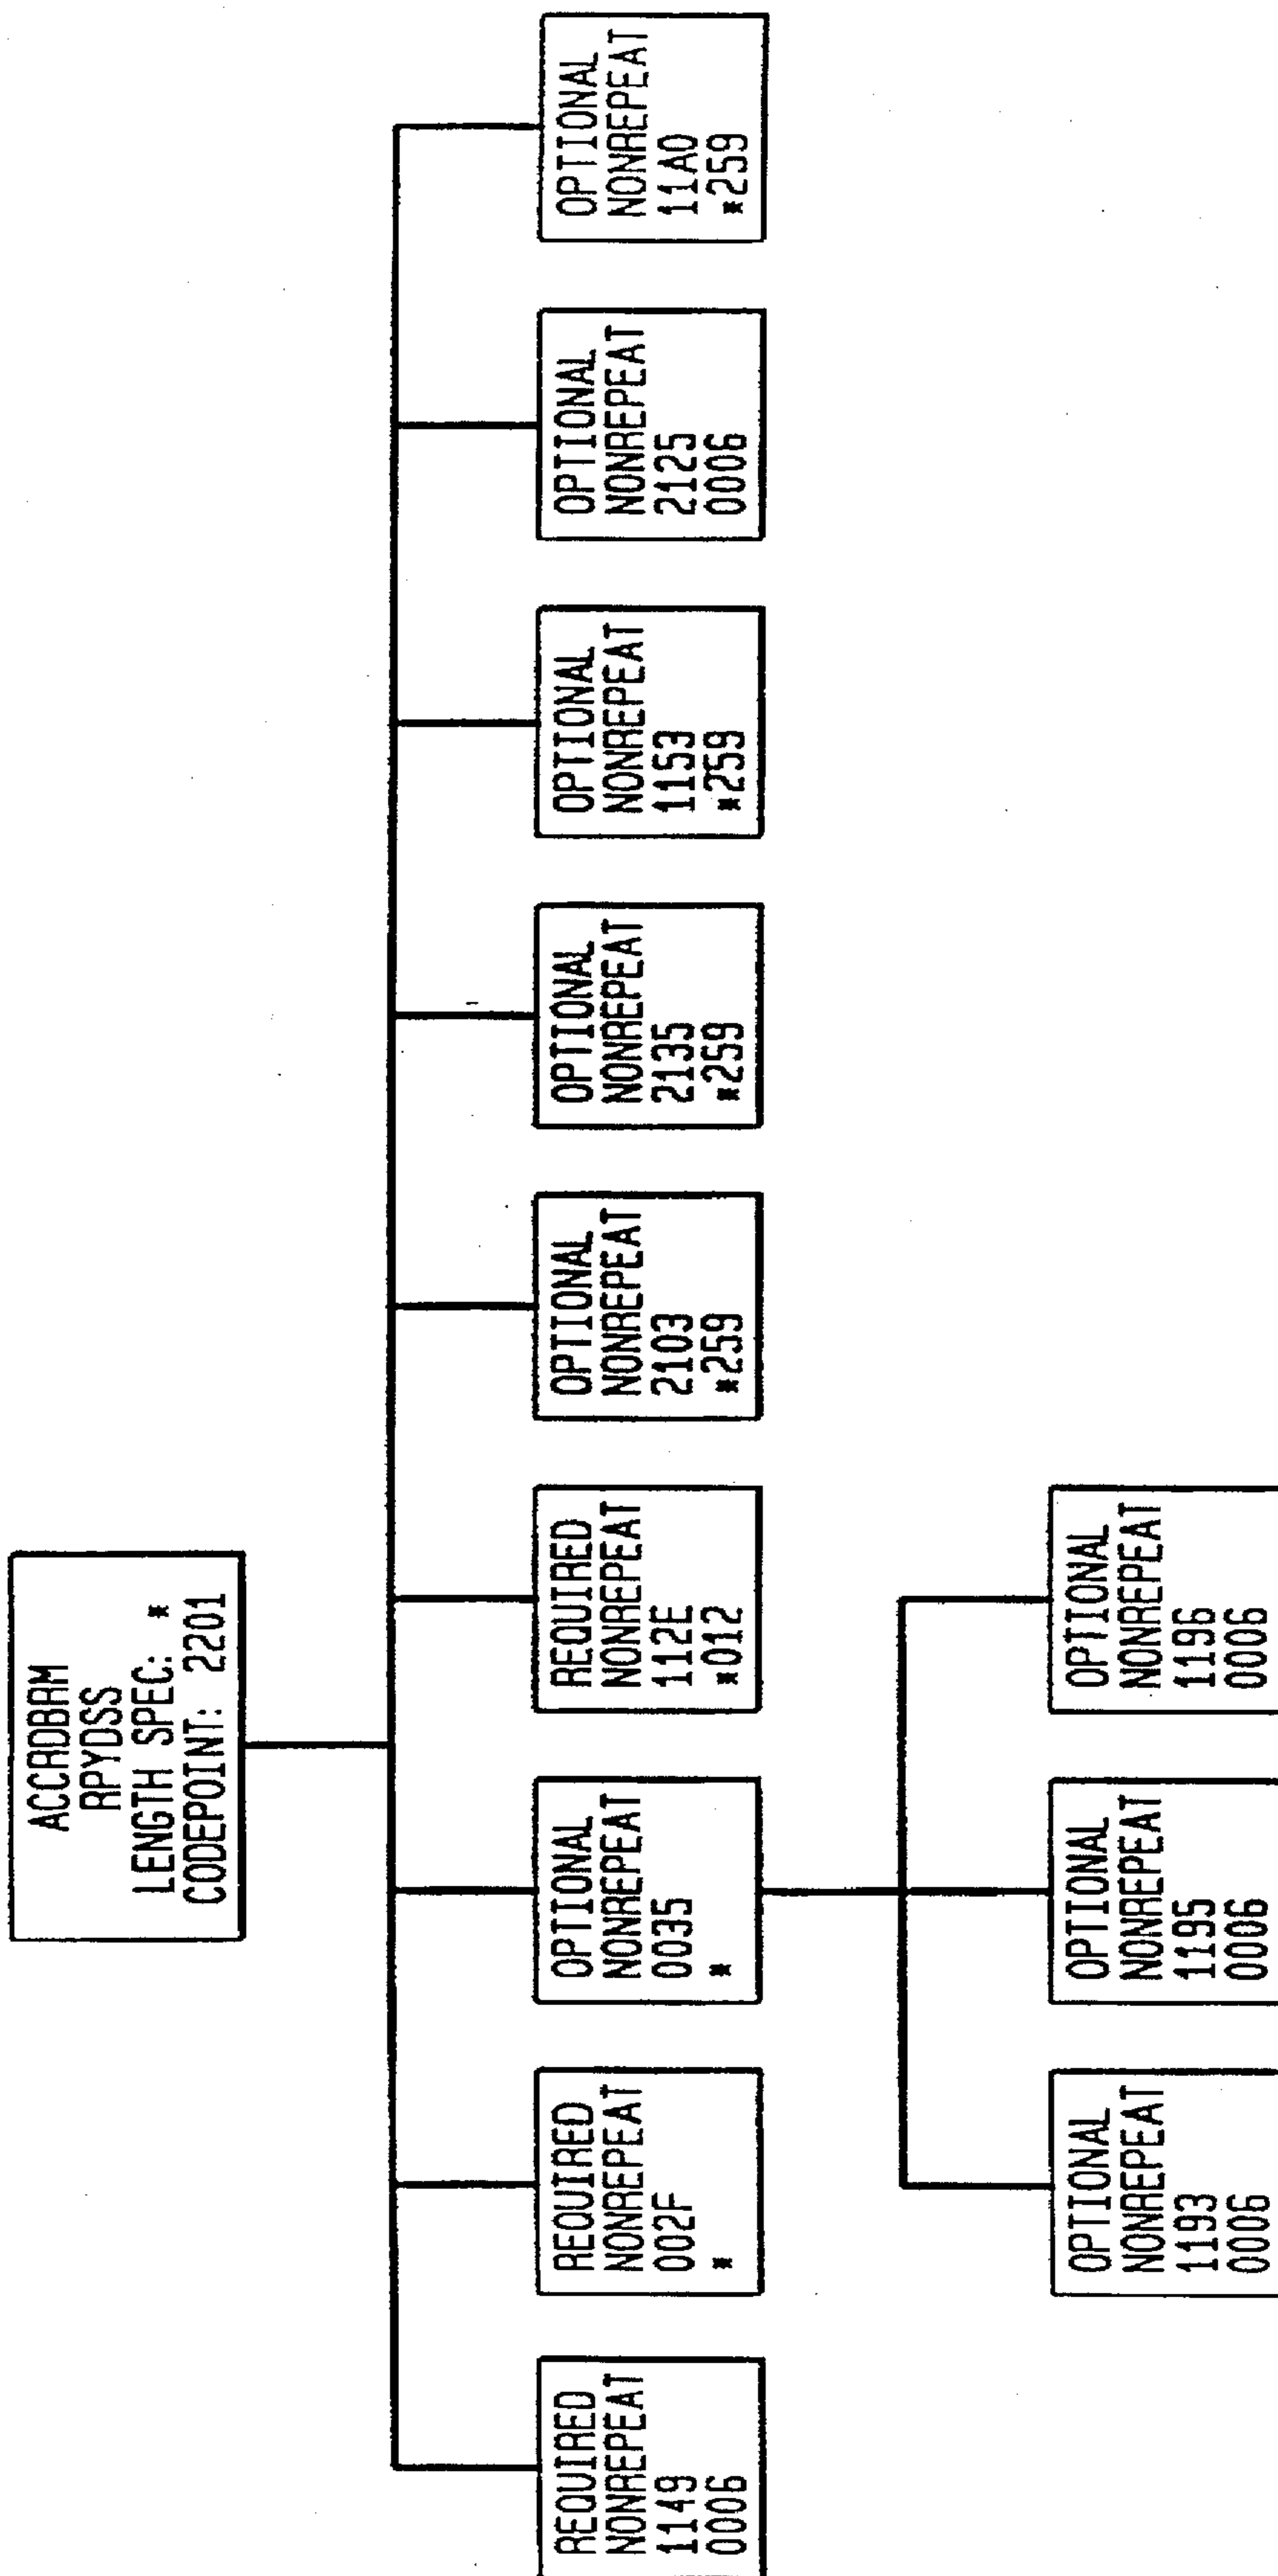 ACCRDBRM
RPYDSS
LENGTH SPEC: *
CODEPOINT: 2201
REQUIRED
NONREPEAT
1149
0006
REQUIRED
NONREPEAT
002F
*
OPTIONAL
NONREPEAT
0035
*
REQUIRED
NONREPEAT
112E
*012
OPTIONAL
NONREPEAT
2103
*259
OPTIONAL
NONREPEAT
2135
*259
OPTIONAL
NONREPEAT
1153
*259
OPTIONAL
NONREPEAT
2125
0006
OPTIONAL
NONREPEAT
11A0
*259
OPTIONAL
NONREPEAT
1193
0006
OPTIONAL
NONREPEAT
1195
0006
OPTIONAL
NONREPEAT
1196
0006